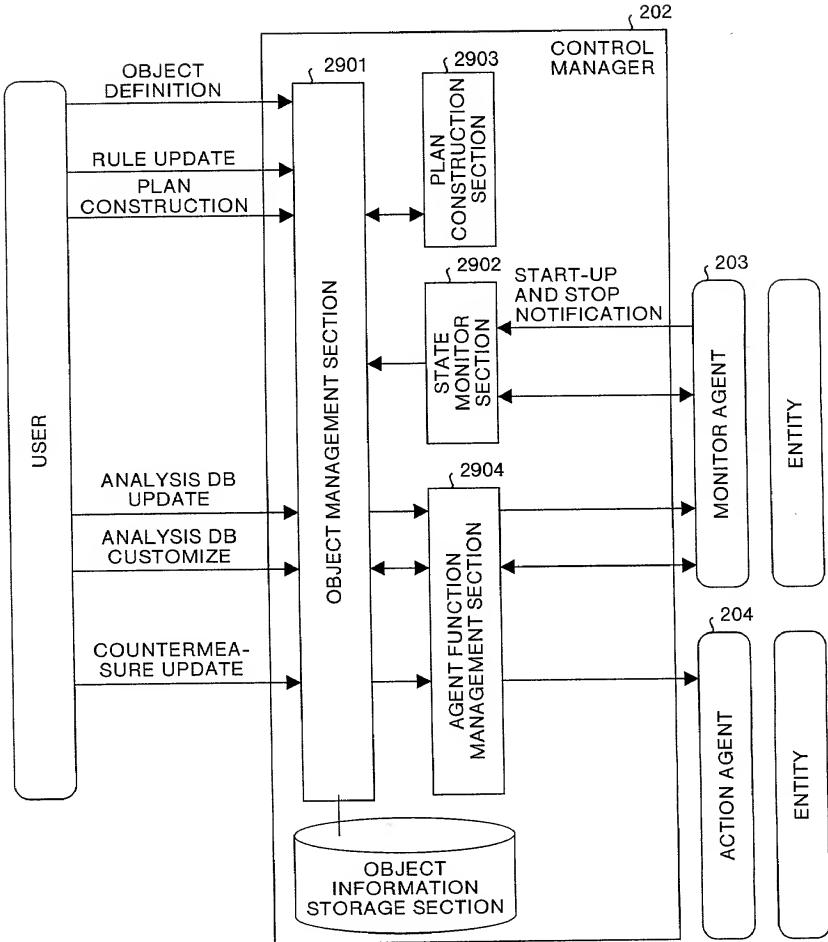 202
CONTROL
MANAGER
OBJECT
DEFINITION
2901
2903
PLAN
CONSTRUCTION
SECTION
RULE UPDATE
PLAN
CONSTRUCTION
2902
START-UP
AND STOP
NOTIFICATION
203
STATE
MONITOR
SECTION
USER
OBJECT MANAGEMENT SECTION
MONITOR AGENT
ENTITY
ANALYSIS DB
UPDATE
2904
ANALYSIS DB
CUSTOMIZE
AGENT FUNCTION
MANAGEMENT SECTION
204
COUNTERMEA-
SURE UPDATE
ACTION AGENT
ENTITY
OBJECT
INFORMATION
STORAGE SECTION